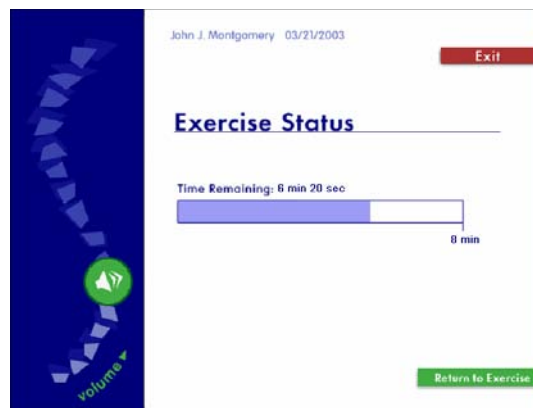 John J. Montgomery 03/21/2003
Exit
Exercise Status
Time Remaining: 6 min 20 sec
8 min
volume
Return to Exercise